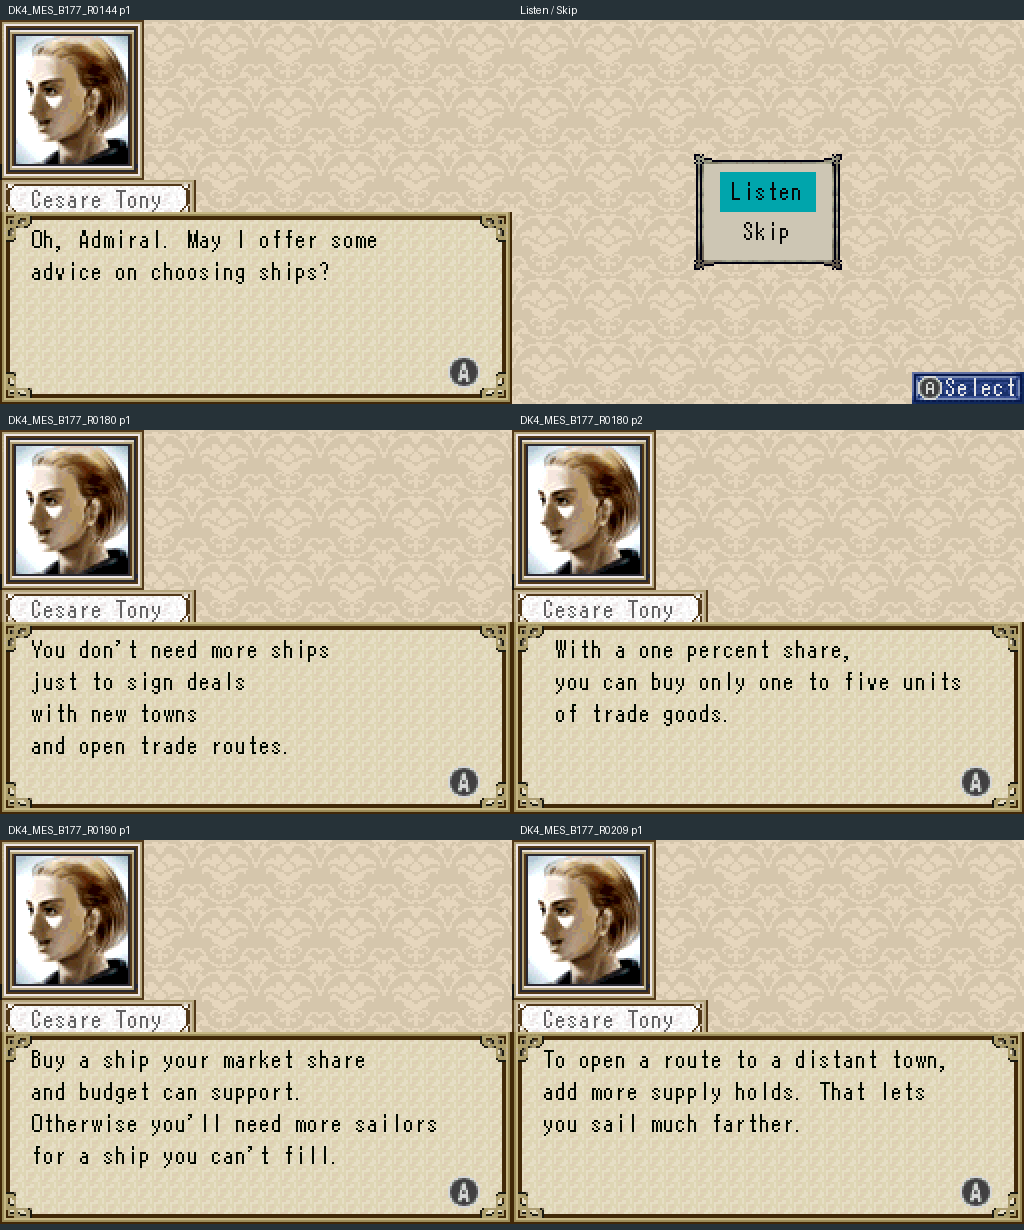 DK4_MES_B177_R0144 p1
Listen / Skip
Cesare Tony
Oh, Admiral. May I offer some
advice on choosing ships?
A
Listen
Skip
A Select
DK4_MES_B177_R0180 p1
Cesare Tony
You don't need more ships
just to sign deals
with new towns
and open trade routes.
A
DK4_MES_B177_R0180 p2
Cesare Tony
With a one percent share,
you can buy only one to five units
of trade goods.
A
DK4_MES_B177_R0190 p1
Cesare Tony
Buy a ship your market share
and budget can support.
Otherwise you'll need more sailors
for a ship you can't fill.
A
DK4_MES_B177_R0209 p1
Cesare Tony
To open a route to a distant town,
add more supply holds. That lets
you sail much farther.
A